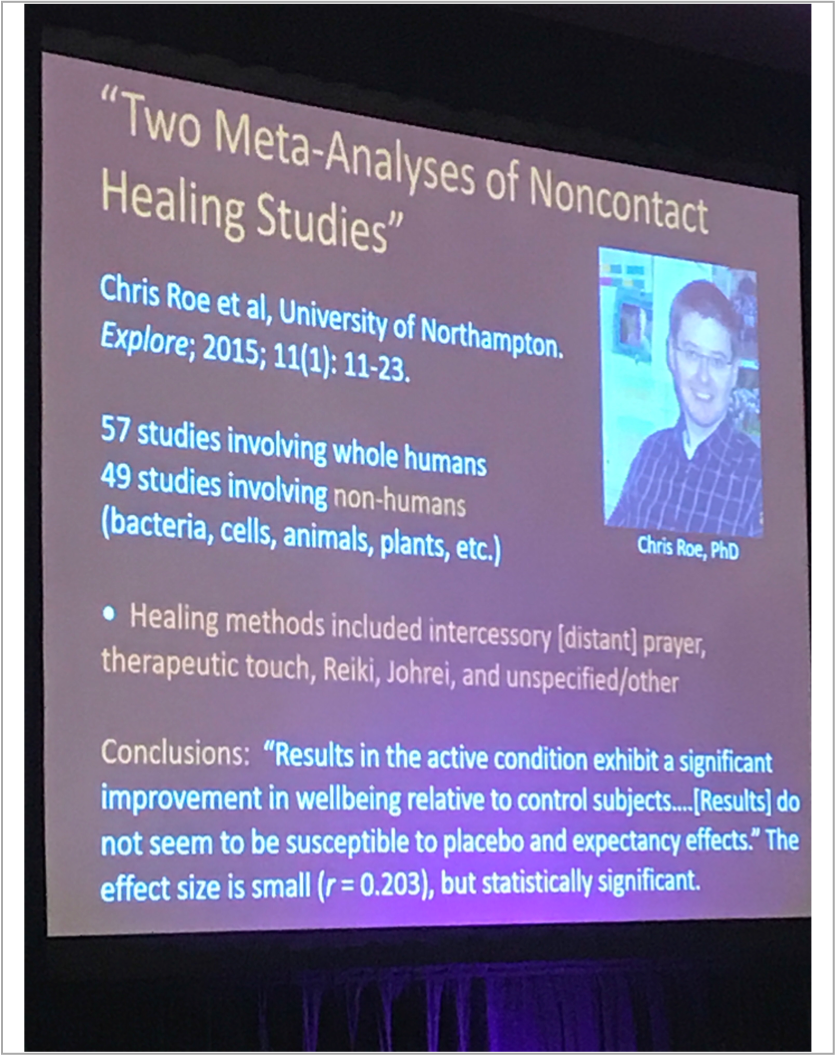 “Two Meta-Analyses of Noncontact
Healing Studies”
Chris Roe et al, University of Northampton.
Explore; 2015; 11(1): 11-23.
57 studies involving whole humans
49 studies involving non-humans
(bacteria, cells, animals, plants, etc.)
Chris Roe, PhD
• Healing methods included intercessory [distant] prayer,
therapeutic touch, Reiki, Johrei, and unspecified/other
Conclusions: “Results in the active condition exhibit a significant
improvement in wellbeing relative to control subjects....[Results] do
not seem to be susceptible to placebo and expectancy effects.” The
effect size is small (r = 0.203), but statistically significant.